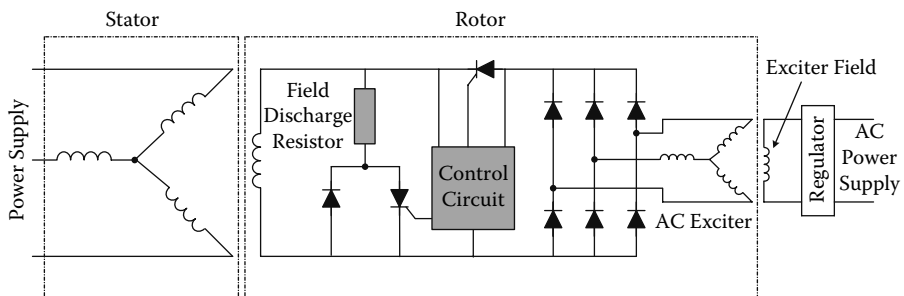 Stator
Rotor
Power Supply
Field
Discharge
Resistor
Control
Circuit
AC Exciter
Exciter Field
Regulator
AC
Power
Supply